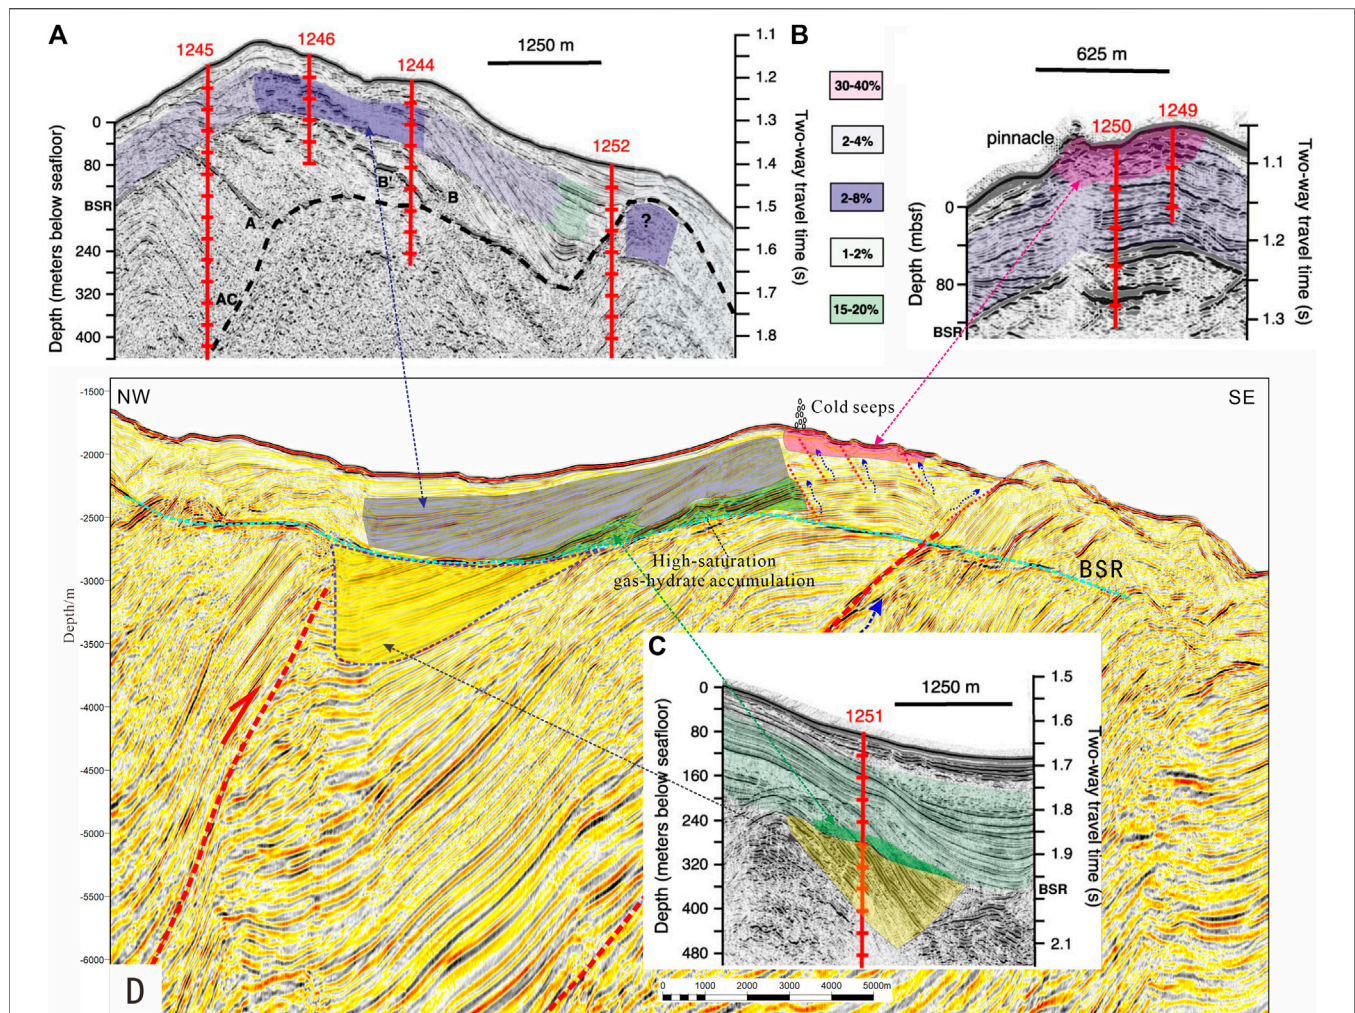 A
1245
1246
1244
1250 m
1252
B'
B
A
AC
?
0
80
BSR
240
320
400
Depth (meters below seafloor)
1.1
1.2
1.3
1.4
1.5
1.6
1.7
1.8
Two-way travel time (s)
30-40%
2-4%
2-8%
1-2%
15-20%
B
625 m
pinnacle
1250
1249
0
80
BSR
Depth (mbsf)
1.1
1.2
1.3
Two-way travel time (s)
NW
SE
Cold seeps
High-saturation
gas-hydrate accumulation
BSR
-1500
-2000
-2500
-3000
-3500
-4000
-4500
-5000
-5500
-6000
Depth/m
C
1251
1250 m
0
80
160
240
320
400
480
Depth (meters below seafloor)
1.5
1.6
1.7
1.8
1.9
BSR
2.1
Two-way travel time (s)
D
0
1000
2000
3000
4000
5000m